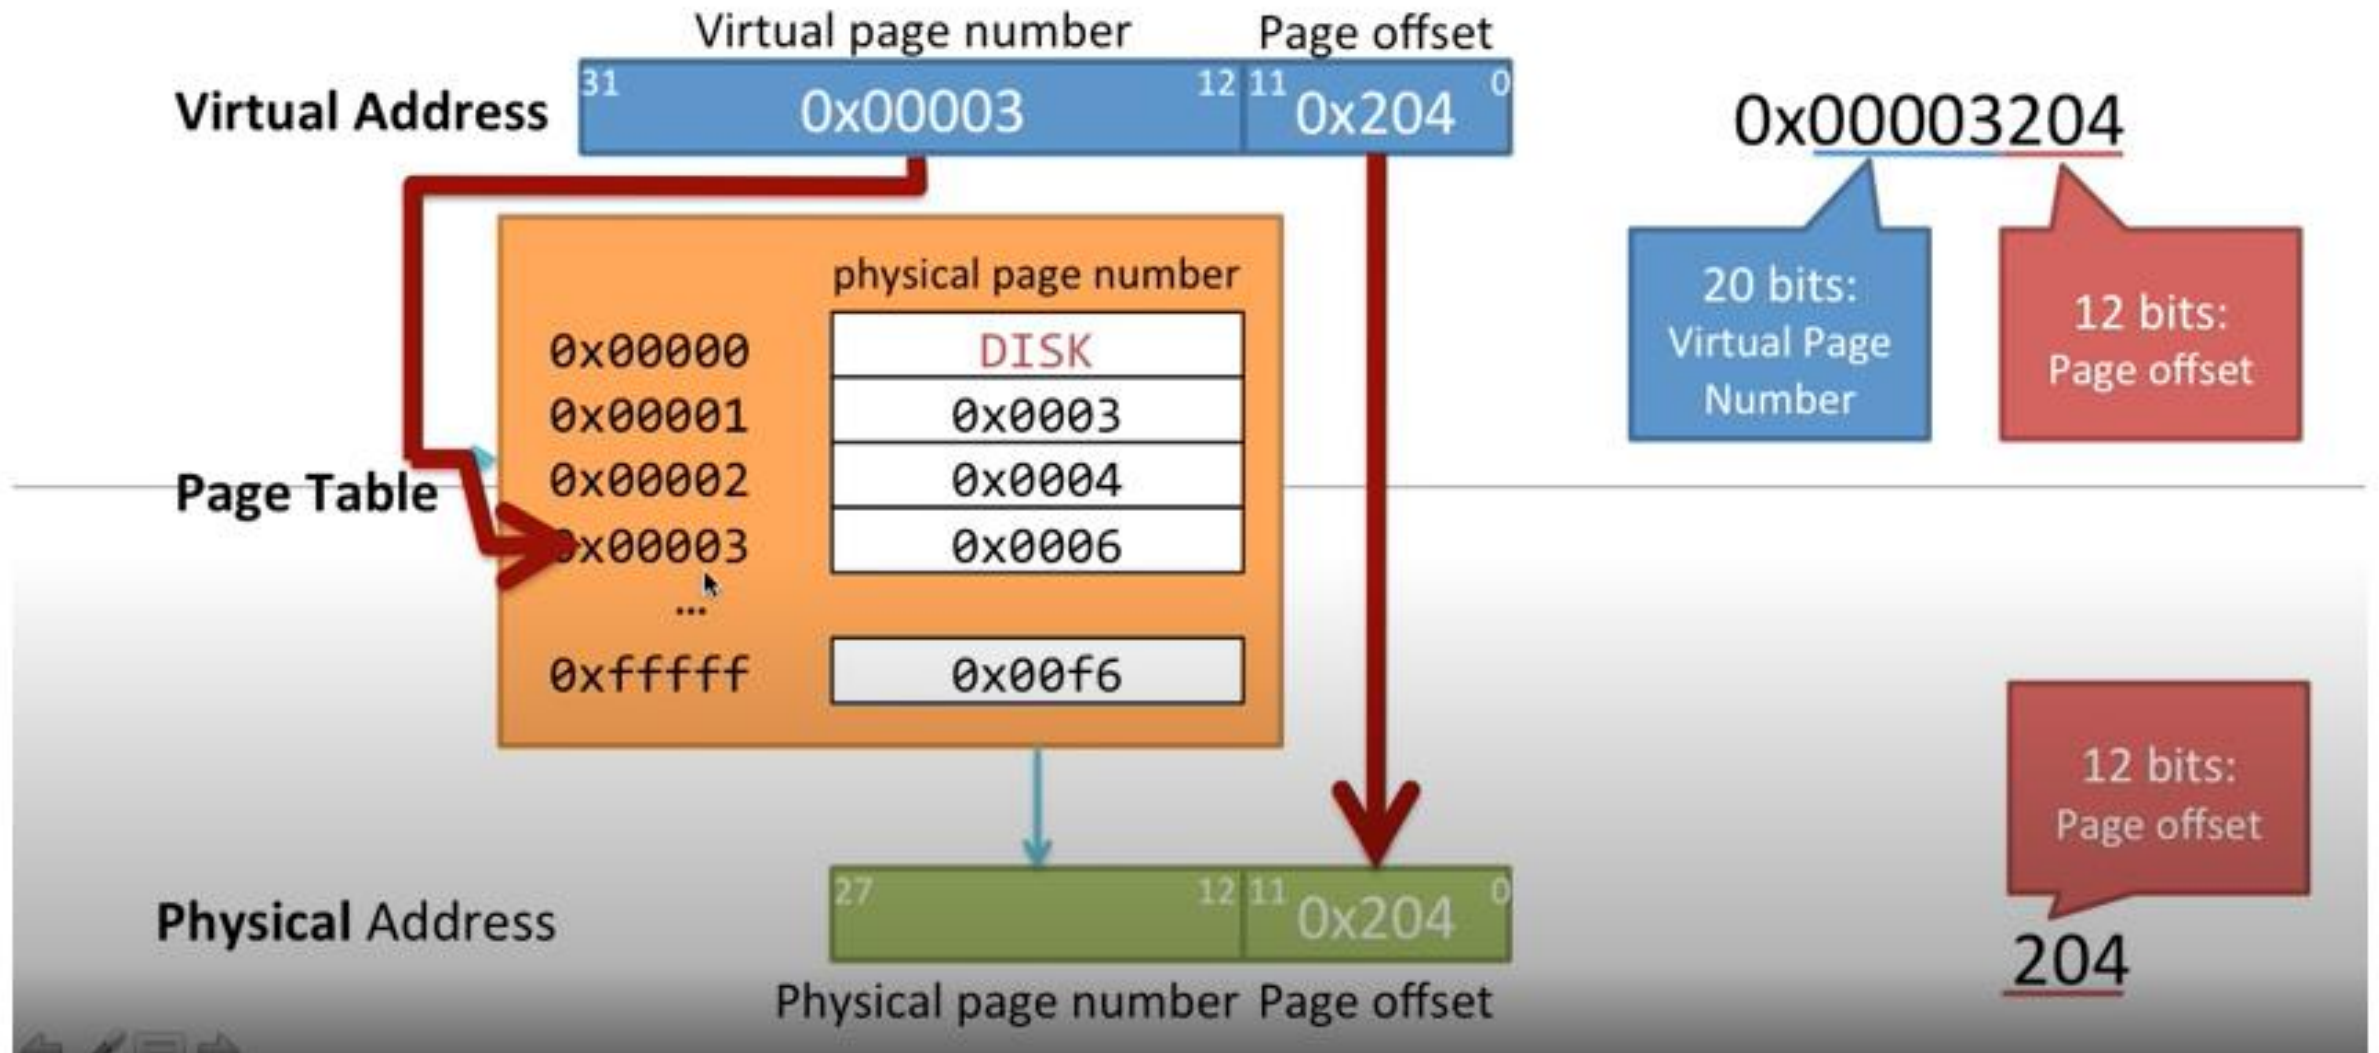 Virtual page number
Page offset
Virtual Address
31
0x00003
12
11
0x204
0
0x00003204
20 bits:
Virtual Page
Number
12 bits:
Page offset
Page Table
physical page number
0x00000
DISK
0x00001
0x0003
0x00002
0x0004
0x00003
0x0006
...
0xfffff
0x00f6
12 bits:
Page offset
204
Physical Address
27
12
11
0x204
0
Physical page number
Page offset